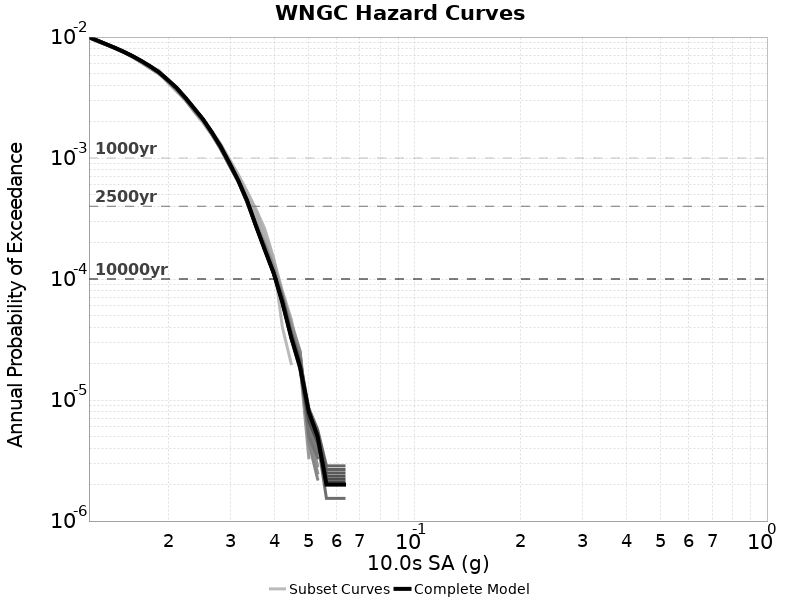 WNGC Hazard Curves
Annual Probability of Exceedance
10^-2
10^-3
10^-4
10^-5
10^-6
1000yr
2500yr
10000yr
2 3 4 5 6 7 10^-1 2 3 4 5 6 7 10^0
10.0s SA (g)
Subset Curves Complete Model